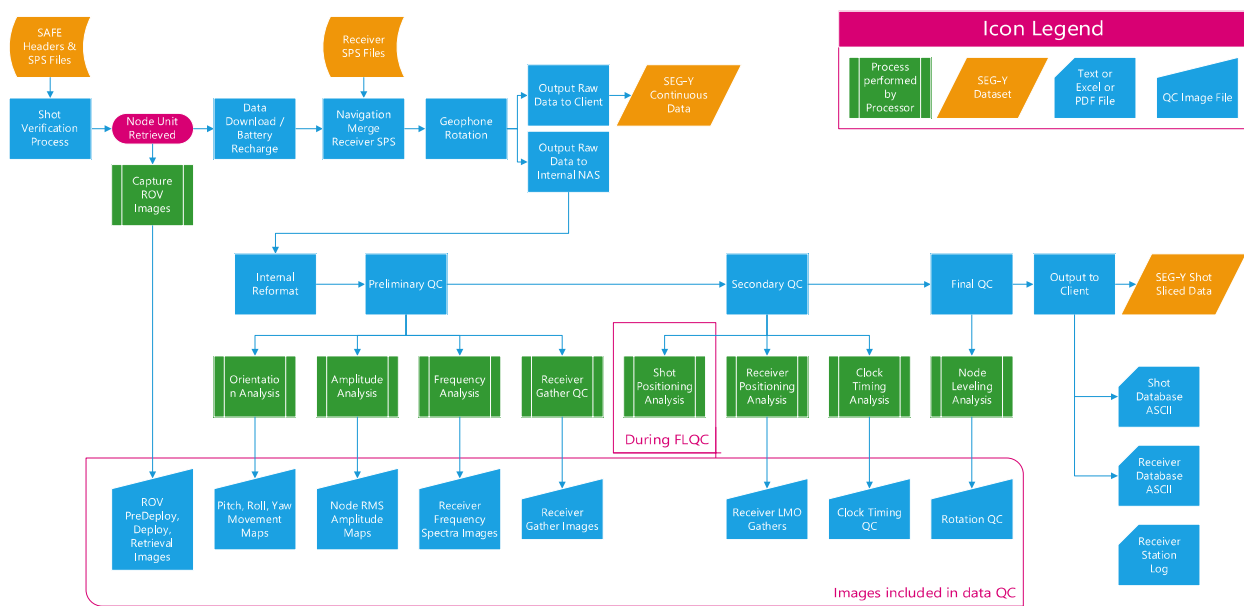 SAFE
Headers &
SPS Files
Receiver
SPS Files
Icon Legend
Process
performed
by
Processor
SEG-Y
Dataset
Text or
Excel or
PDF File
QC Image File
Shot
Verification
Process
Node Unit
Retrieved
Data
Download /
Battery
Recharge
Navigation
Merge
Receiver SPS
Geophone
Rotation
Output Raw
Data to Client
SEG-Y
Continuous
Data
Output Raw
Data to
Internal NAS
Capture
ROV
Images
Internal
Reformat
Preliminary QC
Secondary QC
Final QC
Output to
Client
SEG-Y Shot
Sliced Data
Orientatio
n Analysis
Amplitude
Analysis
Frequency
Analysis
Receiver
Gather QC
Shot
Positioning
Analysis
Receiver
Positioning
Analysis
Clock
Timing
Analysis
Node
Leveling
Analysis
Shot
Database
ASCII
During FLQC
Receiver
Database
ASCII
ROV
PreDeploy,
Deploy,
Retrieval
Images
Pitch, Roll, Yaw
Movement
Maps
Node RMS
Amplitude
Maps
Receiver
Frequency
Spectra Images
Receiver
Gather Images
Receiver LMO
Gathers
Clock Timing
QC
Rotation QC
Receiver
Station
Log
Images included in data QC